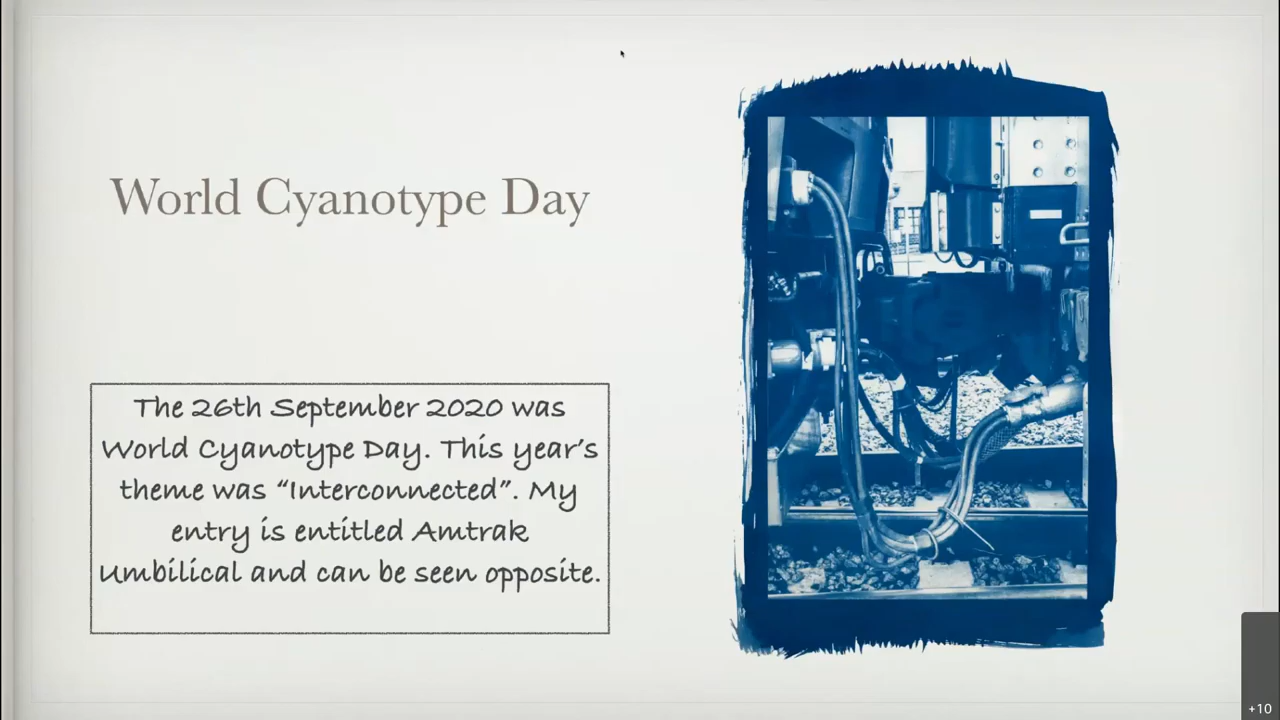 World Cyanotype Day
The 26th September 2020 was
World Cyanotype Day. This year’s
theme was “Interconnected”. My
entry is entitled Amtrak
Umbilical and can be seen opposite.
+10